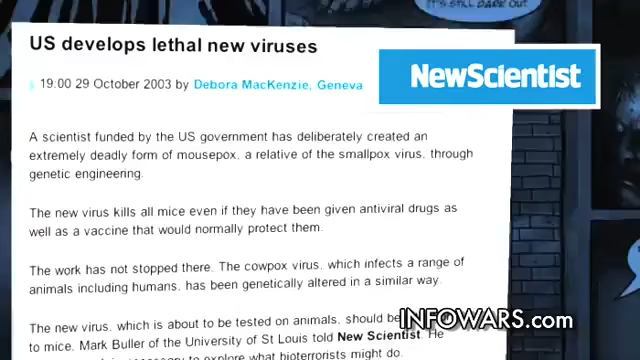 IT'S STILL DARK OUT
US develops lethal new viruses
NewScientist
19:00 29 October 2003 by Debora MacKenzie, Geneva
A scientist funded by the US government has deliberately created an
extremely deadly form of mousepox, a relative of the smallpox virus, through
genetic engineering.
The new virus kills all mice even if they have been given antiviral drugs as
well as a vaccine that would normally protect them.
The work has not stopped there. The cowpox virus, which infects a range of
animals including humans, has been genetically altered in a similar way.
The new virus, which is about to be tested on animals, should be
INFOWARS.com
to mice. Mark Buller of the University of St Louis told New Scientist. He
necessary to explore what bioterrorists might do.